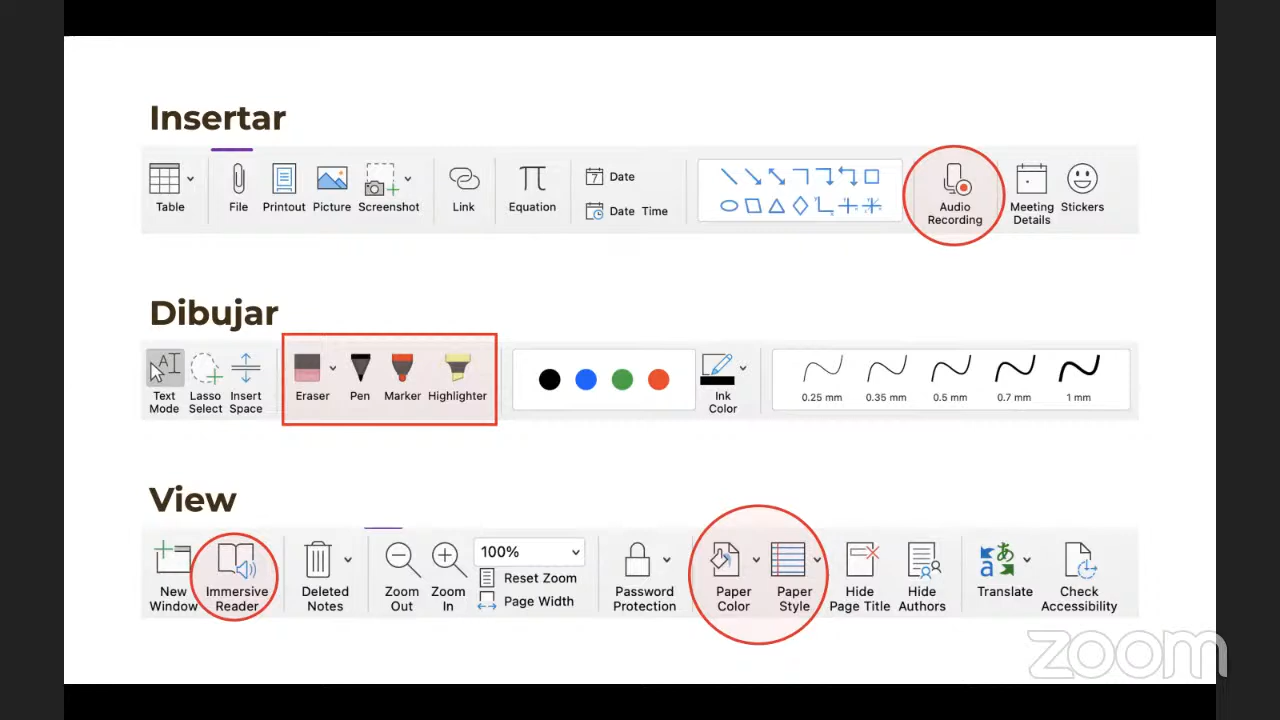 Insertar
Table
File
Printout
Picture
Screenshot
Link
π
Equation
7 Date
Date Time
Audio
Recording
Meeting
Details
Stickers
Dibujar
A I
Text
Mode
Lasso
Select
Insert
Space
Eraser
Pen
Marker
Highlighter
Ink
Color
0.25 mm
0.35 mm
0.5 mm
0.7 mm
1 mm
View
New
Window
Immersive
Reader
Deleted
Notes
Zoom
Out
Zoom
In
100%
Reset Zoom
Page Width
Password
Protection
Paper
Color
Paper
Style
Hide
Page Title
Hide
Authors
a あ
Translate
Check
Accessibility
zoom